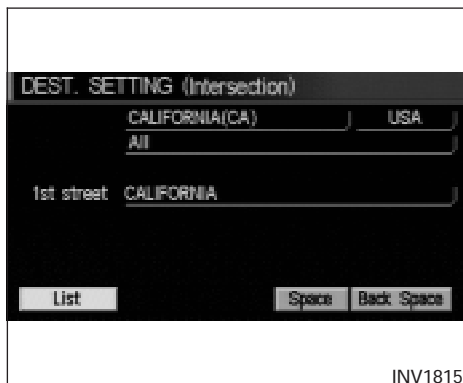 DEST. SETTING (Intersection)
CALIFORNIA(CA) USA
All
1st street CALIFORNIA
List Space Back Space
INV1815